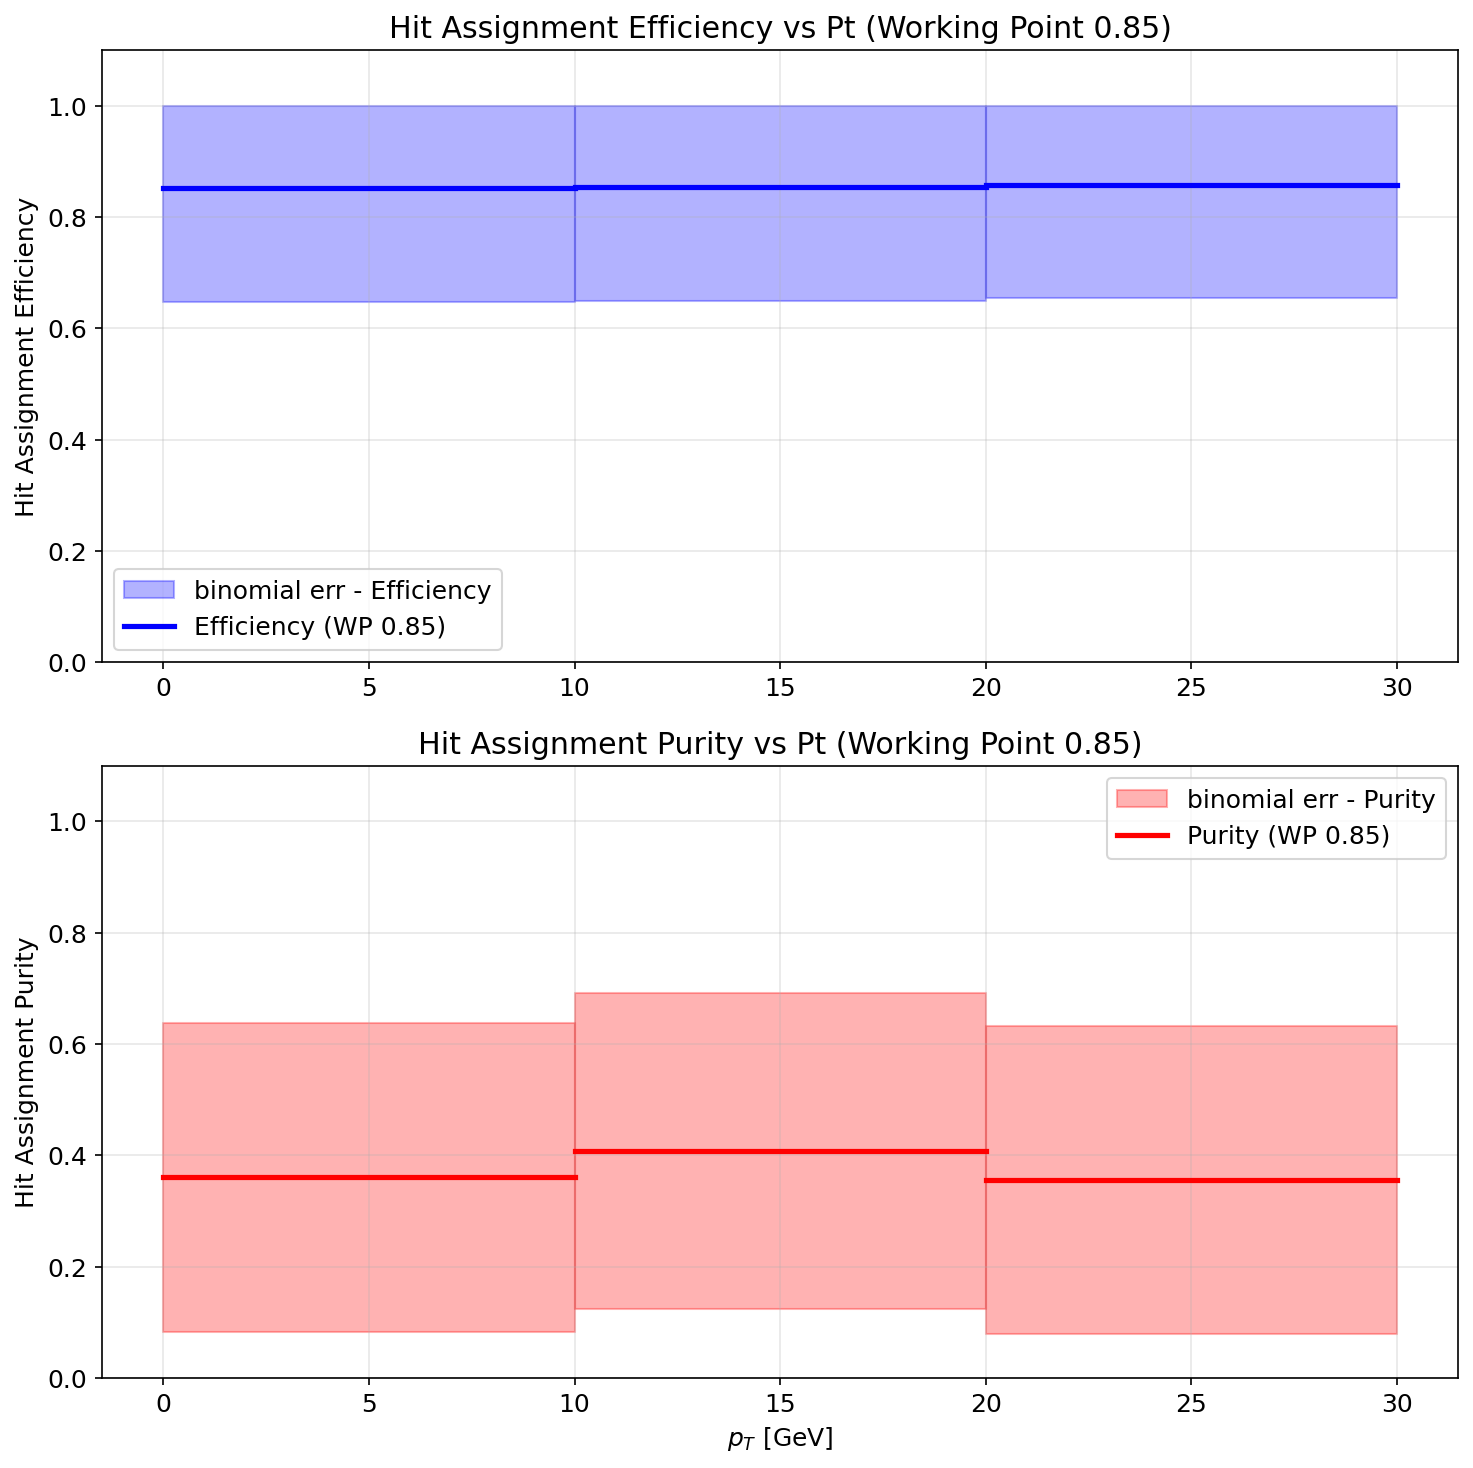 Hit Assignment Efficiency vs Pt (Working Point 0.85)
Hit Assignment Efficiency
1.0
0.8
0.6
0.4
0.2
0.0
binomial err - Efficiency
Efficiency (WP 0.85)
0 5 10 15 20 25 30
Hit Assignment Purity vs Pt (Working Point 0.85)
Hit Assignment Purity
1.0
0.8
0.6
0.4
0.2
0.0
binomial err - Purity
Purity (WP 0.85)
0 5 10 15 20 25 30
p_T [GeV]